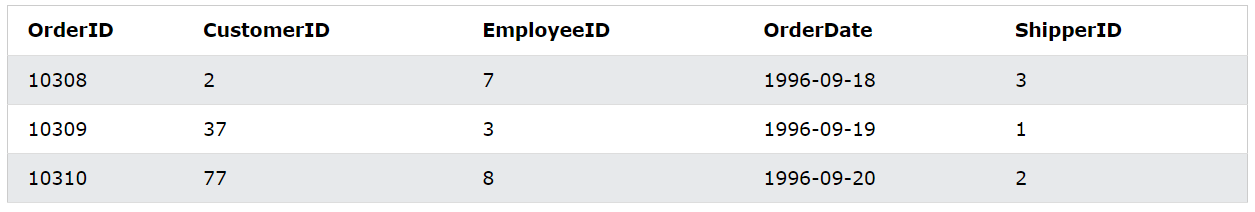 OrderID CustomerID EmployeeID OrderDate ShipperID
10308 2 7 1996-09-18 3
10309 37 3 1996-09-19 1
10310 77 8 1996-09-20 2